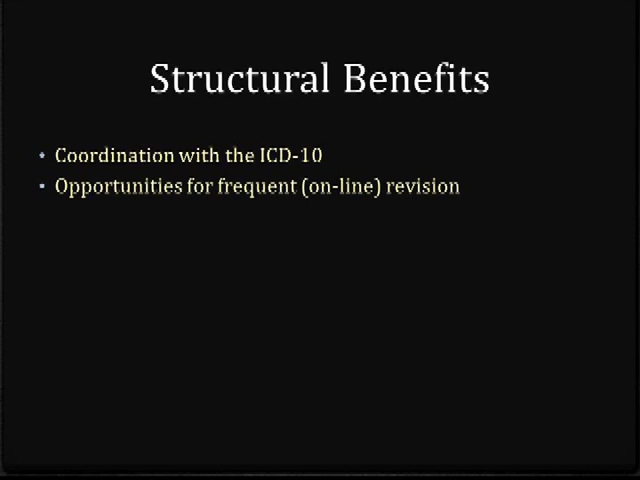 Structural Benefits
• Coordination with the ICD-10
• Opportunities for frequent (on-line) revision